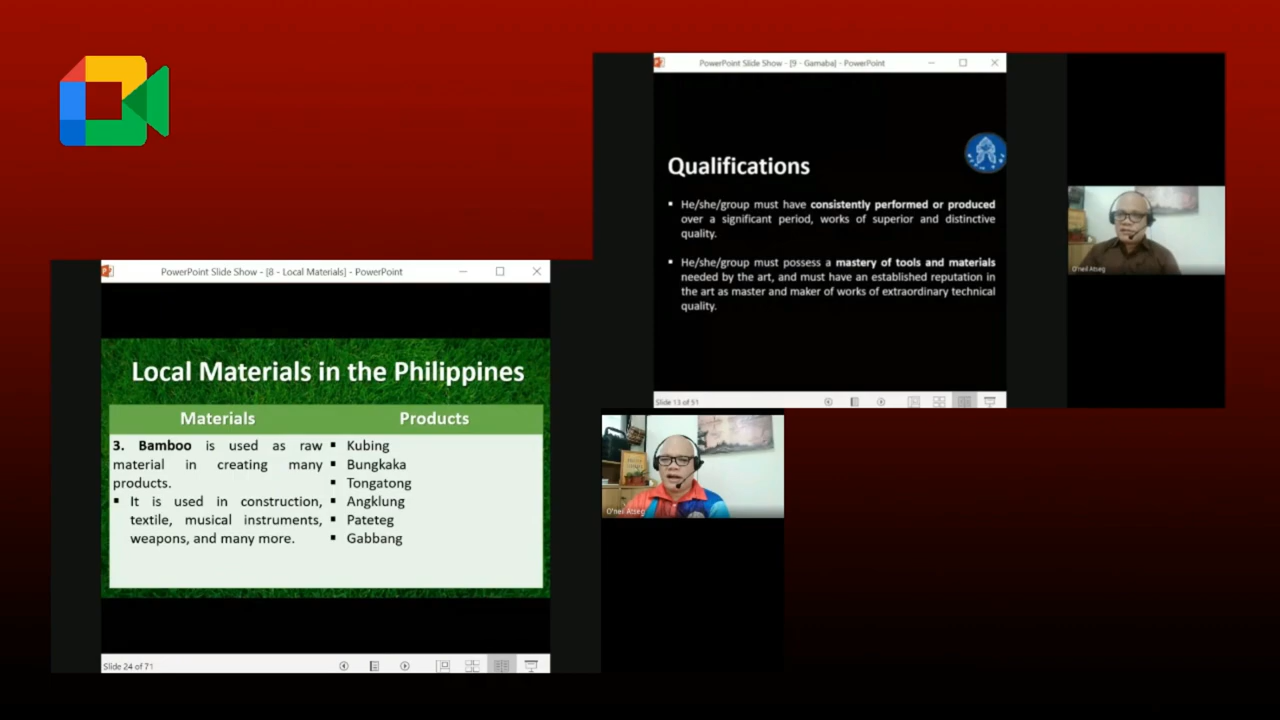 PowerPoint Slide Show - [9 - Gamaba] - PowerPoint
Qualifications
▪ He/she/group must have consistently performed or produced
over a significant period, works of superior and distinctive
quality.
▪ He/she/group must possess a mastery of tools and materials
needed by the art, and must have an established reputation in
the art as master and maker of works of extraordinary technical
quality.
Slide 13 of 51
O'neil Atseg
PowerPoint Slide Show - [8 - Local Materials] - PowerPoint
Local Materials in the Philippines
Materials
Products
3. Bamboo is used as raw
material in creating many
products.
▪ It is used in construction,
textile, musical instruments,
weapons, and many more.
▪ Kubing
▪ Bungkaka
▪ Tongatong
▪ Angklung
▪ Pateteg
▪ Gabbang
Slide 24 of 71
O'neil Atseg